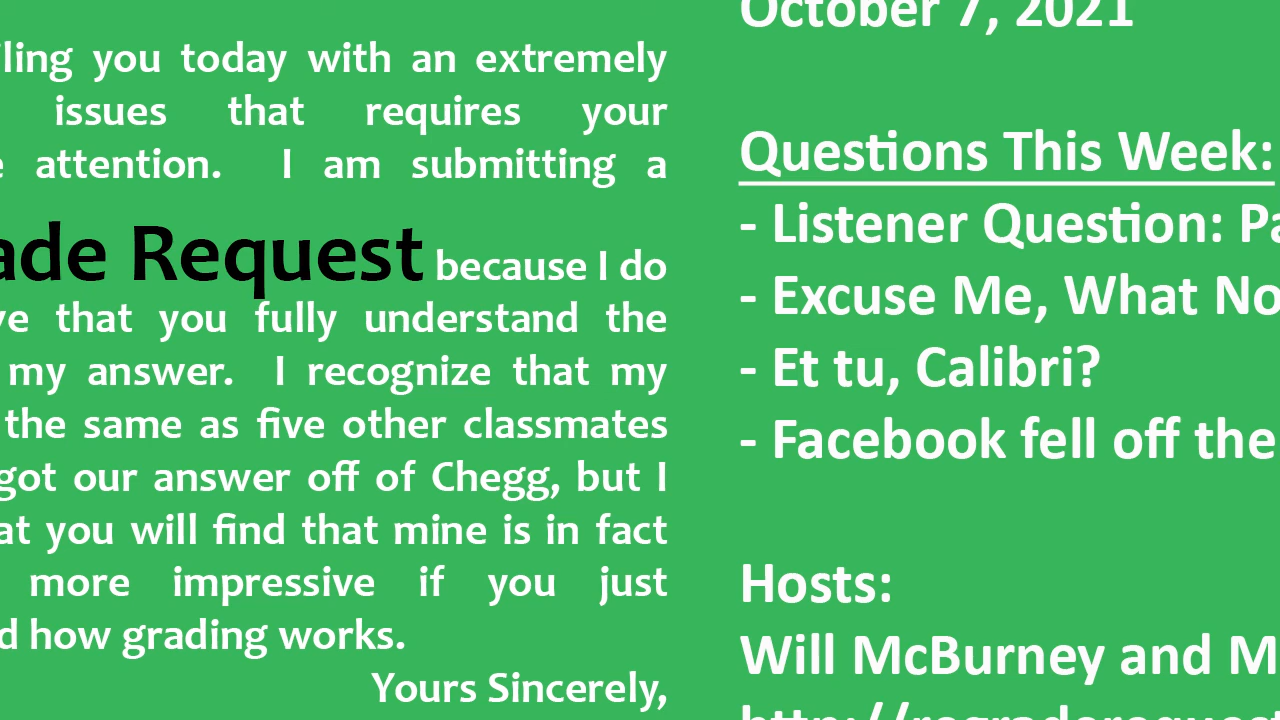 ling you today with an extremely
issues that requires your
attention. I am submitting a
ade Request because I do
that you fully understand the
my answer. I recognize that my
the same as five other classmates
got our answer off of Chegg, but I
at you will find that mine is in fact
more impressive if you just
d how grading works.
Yours Sincerely,
October 7, 2021
Questions This Week:
- Listener Question: Pa
- Excuse Me, What No
- Et tu, Calibri?
- Facebook fell off the
Hosts:
Will McBurney and M